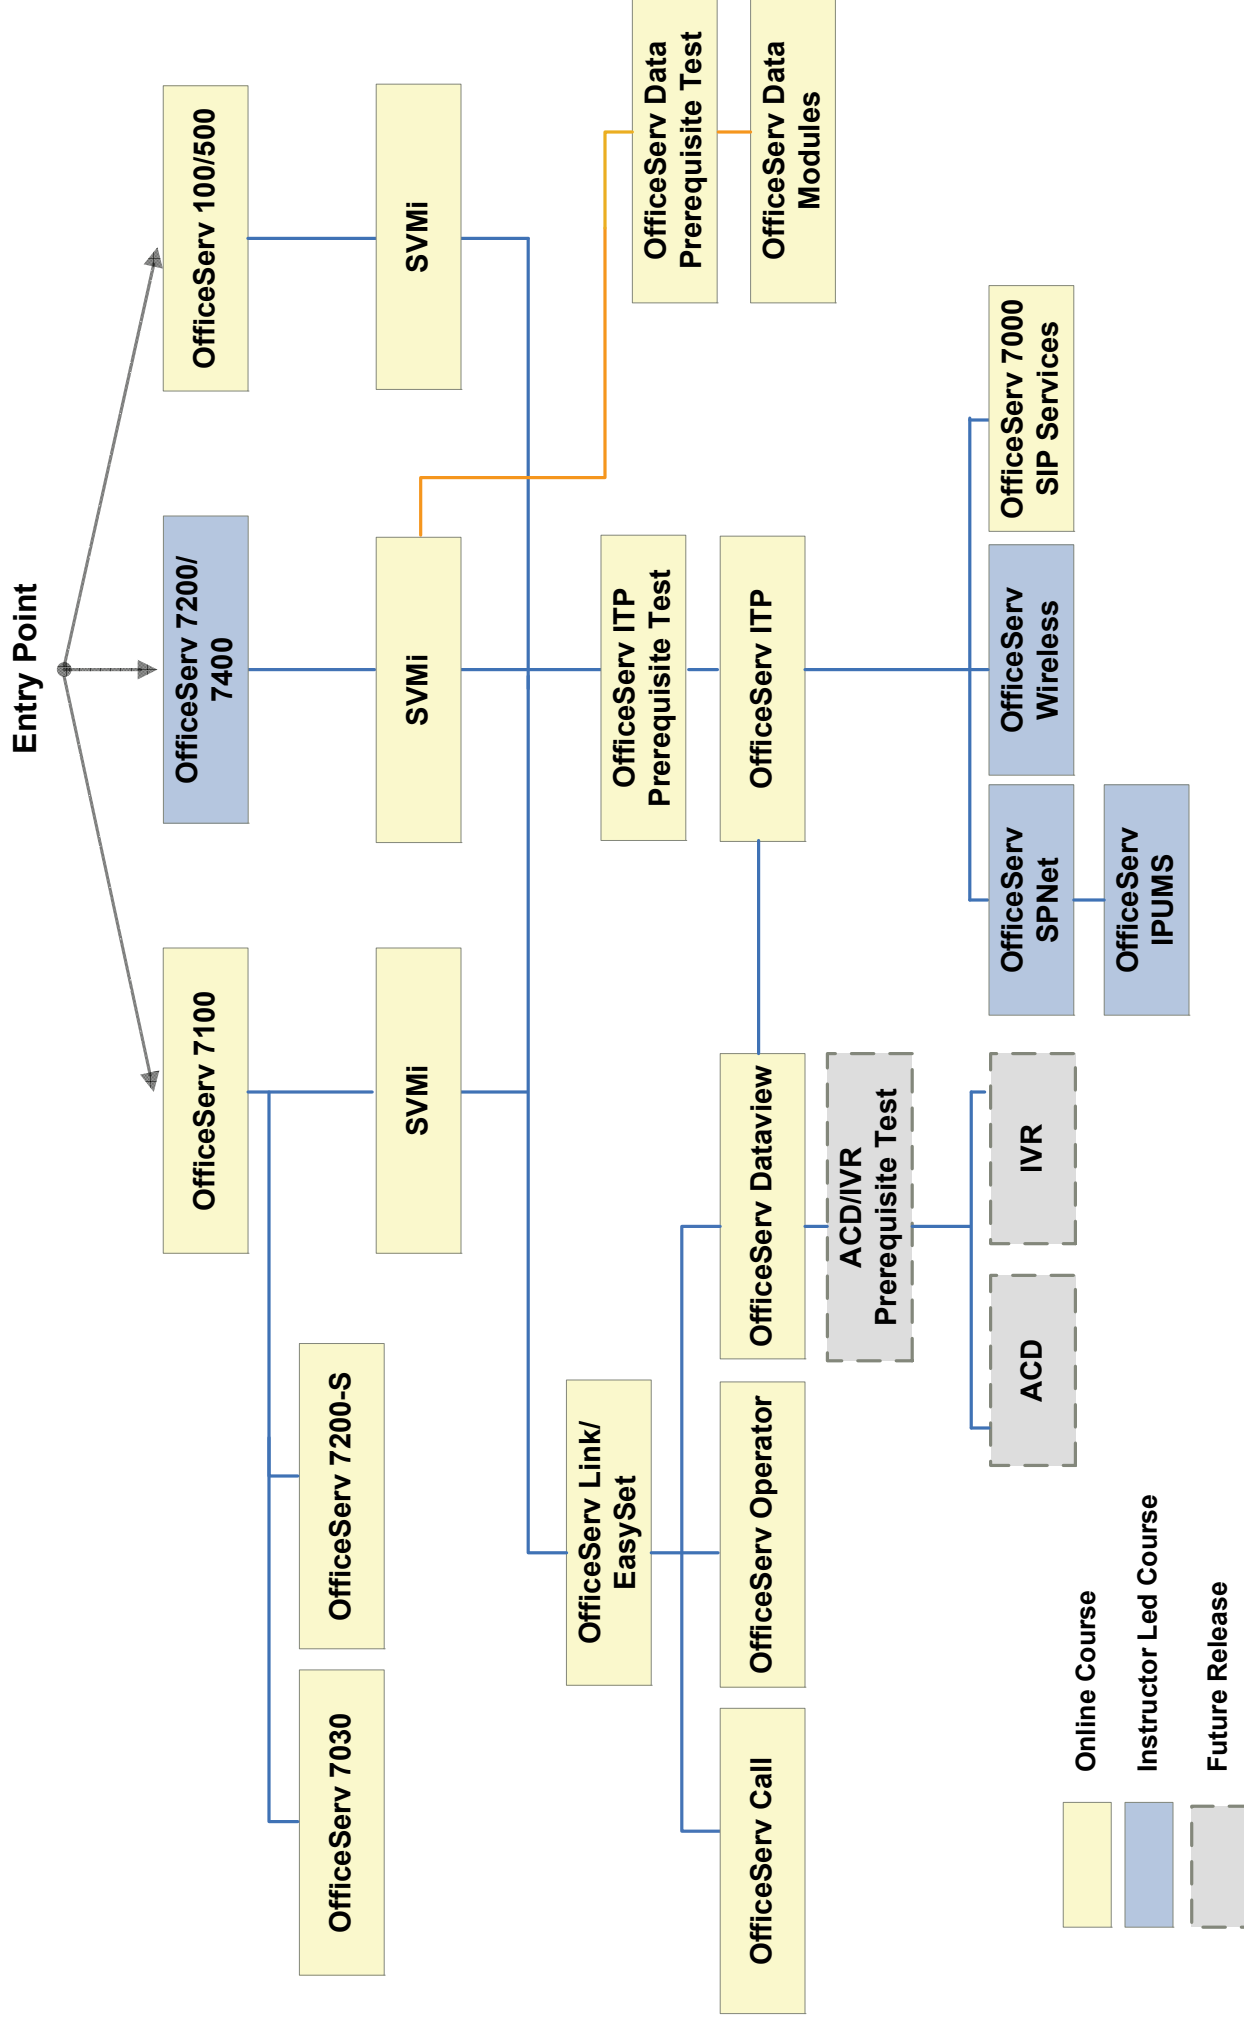 Entry Point
OfficeServ 7100
OfficeServ 7200/
7400
OfficeServ 100/500
OfficeServ 7030
OfficeServ 7200-S
SVMi
SVMi
SVMi
OfficeServ Link/
EasySet
OfficeServ ITP
Prerequisite Test
OfficeServ Data
Prerequisite Test
OfficeServ Call
OfficeServ Operator
OfficeServ Dataview
OfficeServ ITP
OfficeServ Data
Modules
ACD/IVR
Prerequisite Test
ACD
IVR
OfficeServ
SPNet
OfficeServ
Wireless
OfficeServ 7000
SIP Services
OfficeServ
IPUMS
Online Course
Instructor Led Course
Future Release